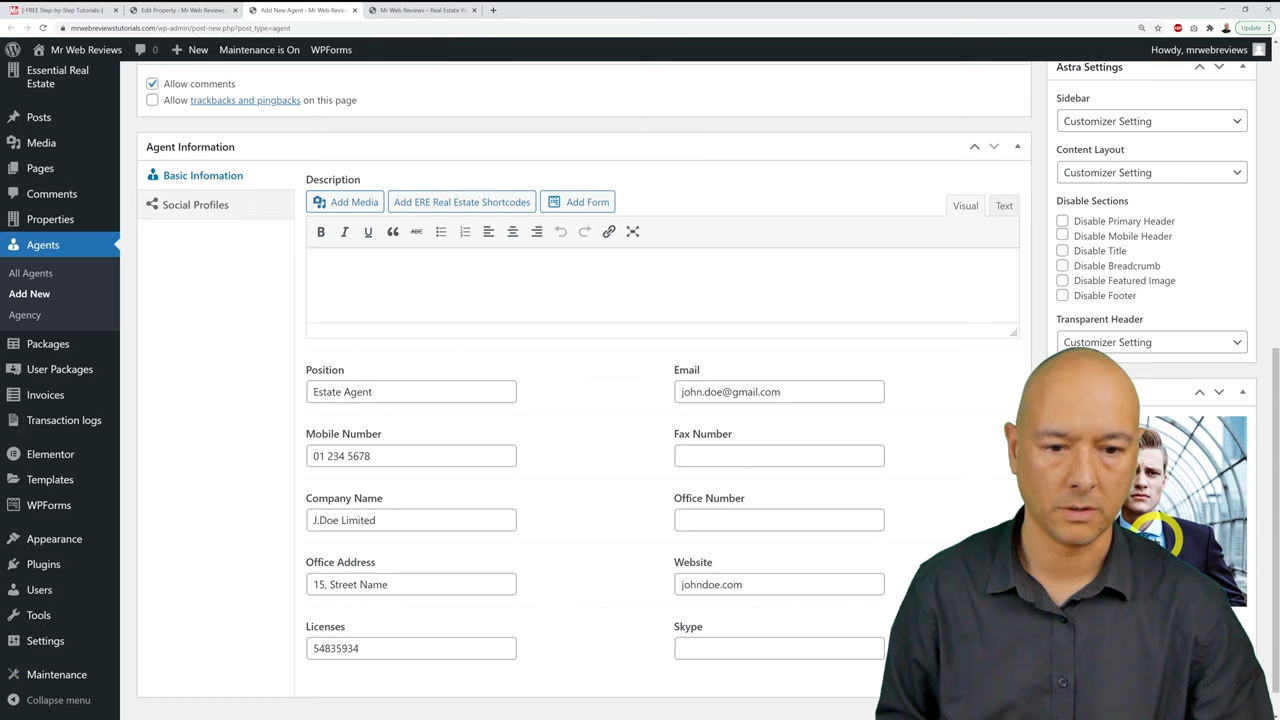 [-FREE Step-by-Step Tutorials-]
Edit Property ‹ Mr Web Reviews
Add New Agent ‹ Mr Web Review
Mr Web Reviews – Real Estate W
mrwebreviewstutorials.com/wp-admin/post-new.php?post_type=agent
Update
Mr Web Reviews
0
New
Maintenance is On
WPForms
Howdy, mrwebreviews
Essential Real
Estate
Posts
Media
Pages
Comments
Properties
Agents
All Agents
Add New
Agency
Packages
User Packages
Invoices
Transaction logs
Elementor
Templates
WPForms
Appearance
Plugins
Users
Tools
Settings
Maintenance
Collapse menu
Allow comments
Allow trackbacks and pingbacks on this page
Agent Information
Basic Infomation
Social Profiles
Description
Add Media
Add ERE Real Estate Shortcodes
Add Form
Visual
Text
B I U ABC
Position
Estate Agent
Email
john.doe@gmail.com
Mobile Number
01 234 5678
Fax Number
Company Name
J.Doe Limited
Office Number
Office Address
15, Street Name
Website
johndoe.com
Licenses
54835934
Skype
Astra Settings
Sidebar
Customizer Setting
Content Layout
Customizer Setting
Disable Sections
Disable Primary Header
Disable Mobile Header
Disable Title
Disable Breadcrumb
Disable Featured Image
Disable Footer
Transparent Header
Customizer Setting